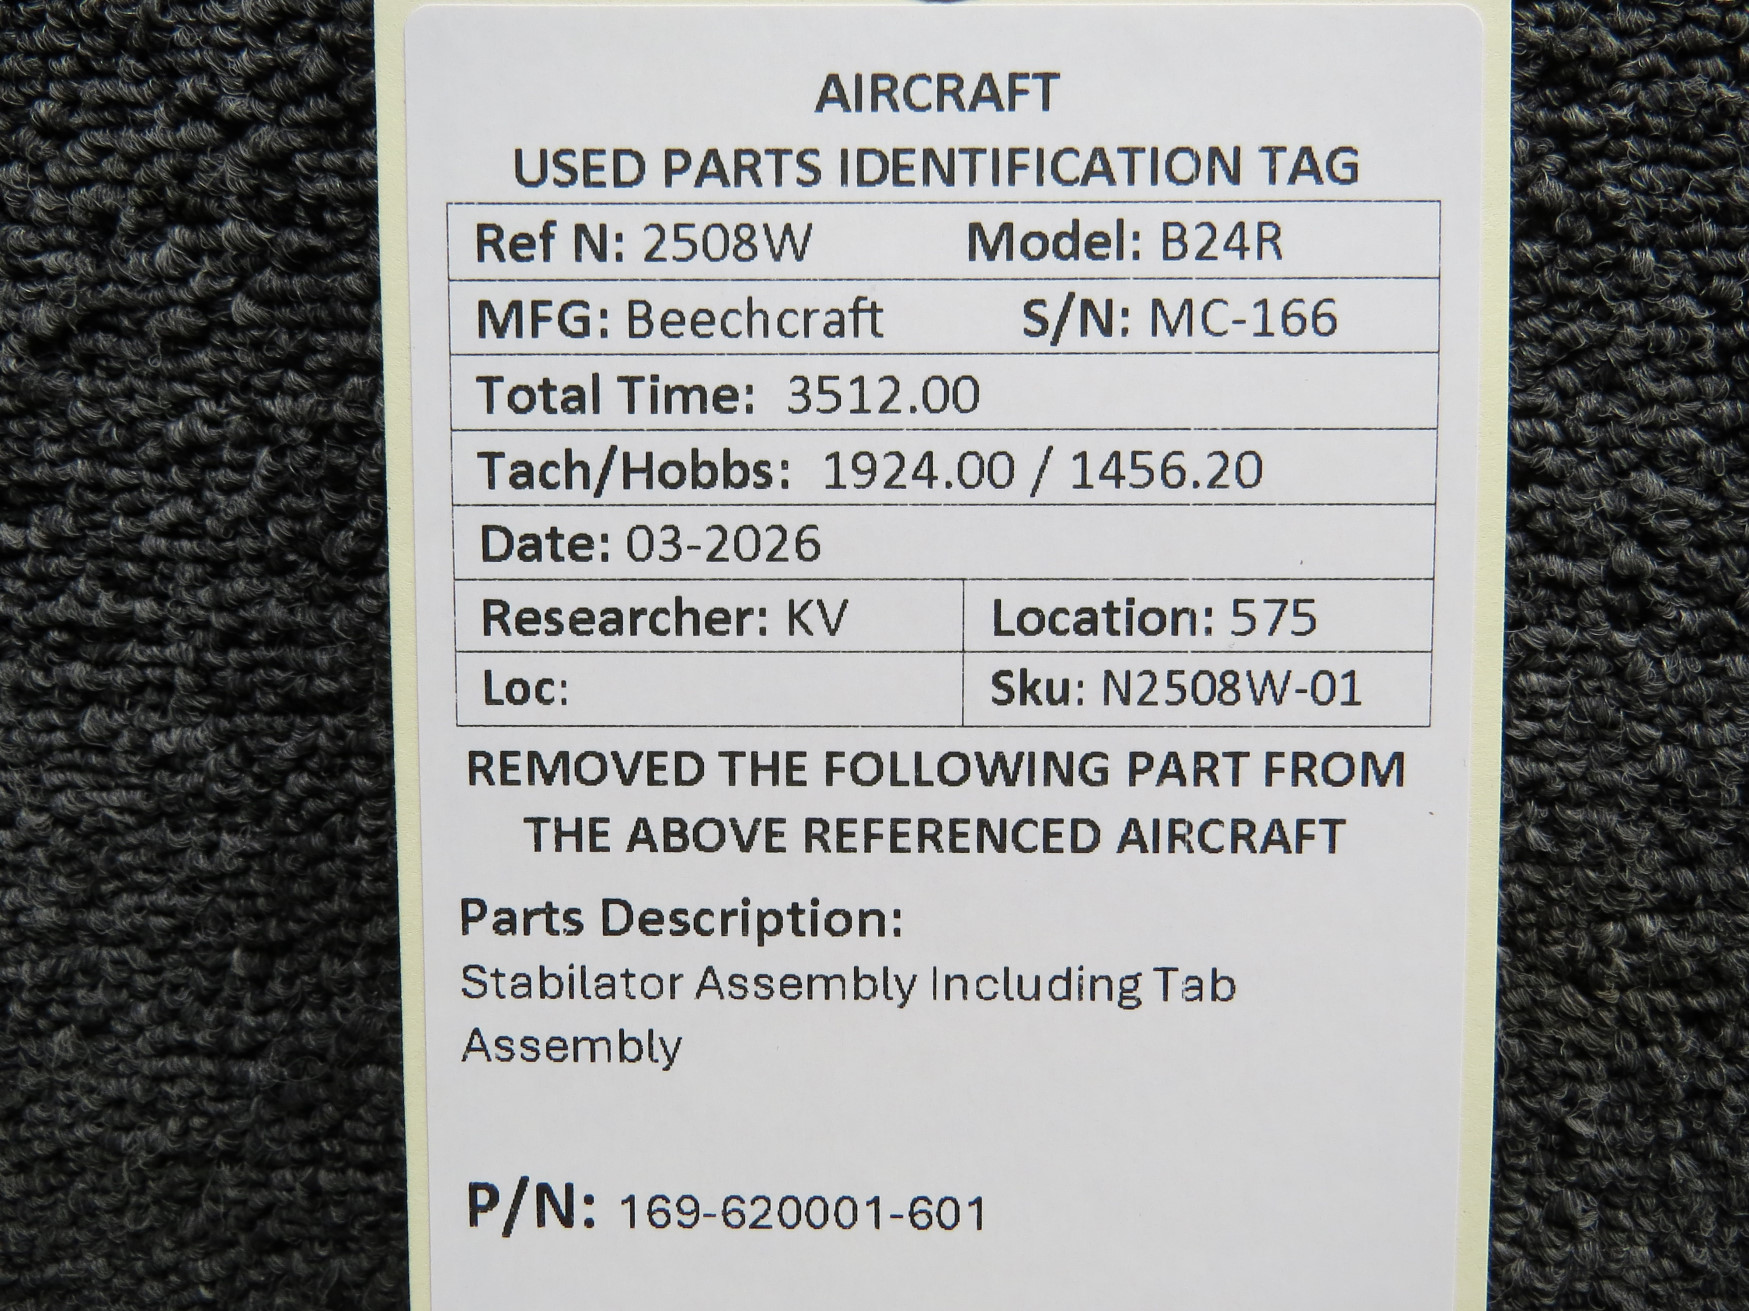 AIRCRAFT
USED PARTS IDENTIFICATION TAG
Ref N: 2508W Model: B24R
MFG: Beechcraft S/N: MC-166
Total Time: 3512.00
Tach/Hobbs: 1924.00 / 1456.20
Date: 03-2026
Researcher: KV Location: 575
Loc: Sku: N2508W-01
REMOVED THE FOLLOWING PART FROM
THE ABOVE REFERENCED AIRCRAFT
Parts Description:
Stabilator Assembly Including Tab
Assembly
P/N: 169-620001-601